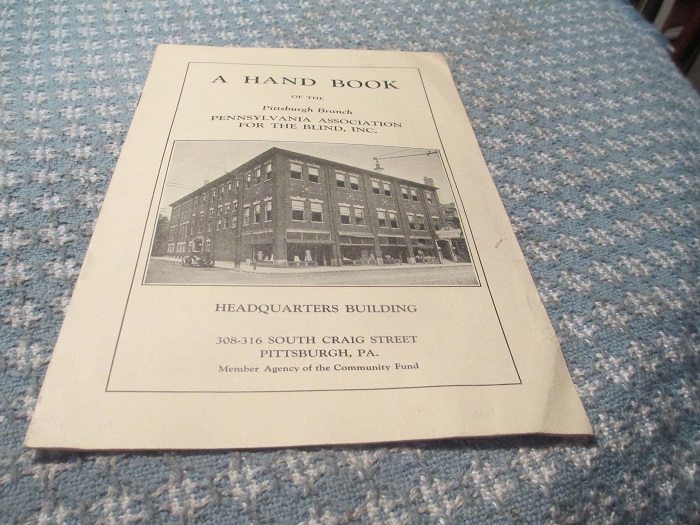 A HAND BOOK
OF THE
Pittsburgh Branch
PENNSYLVANIA ASSOCIATION
FOR THE BLIND, INC.
HEADQUARTERS BUILDING
308-316 SOUTH CRAIG STREET
PITTSBURGH, PA.
Member Agency of the Community Fund